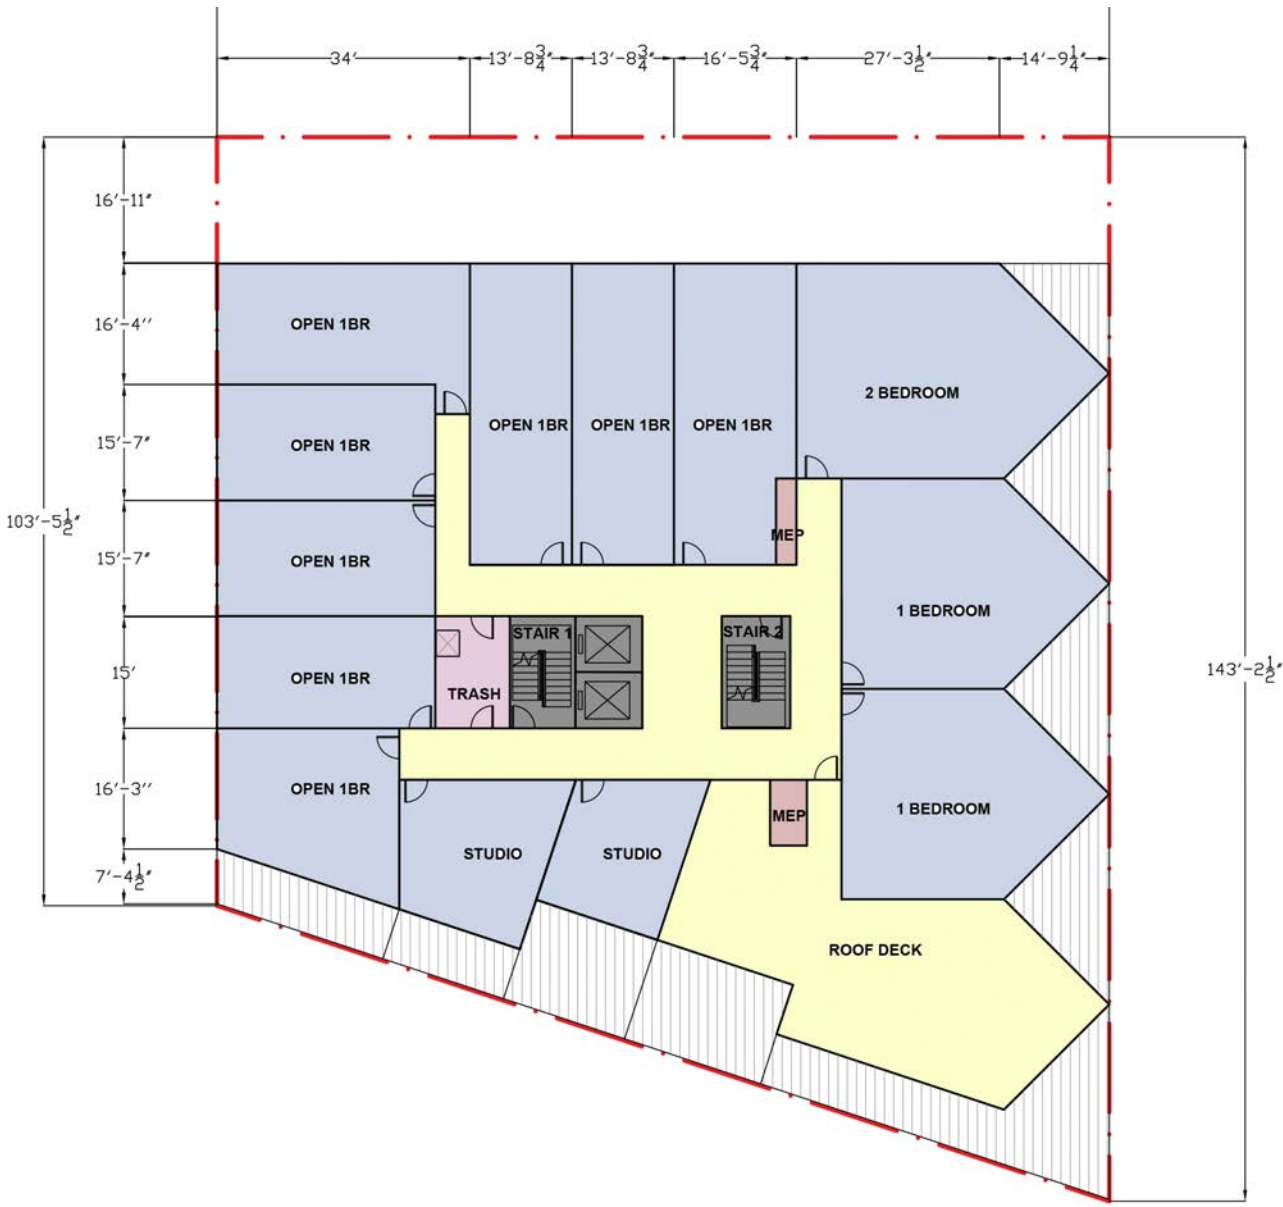 34'
13'-8 3/4"
13'-8 3/4"
16'-5 3/4"
27'-3 1/2"
14'-9 1/4"
16'-11"
16'-4''
OPEN 1BR
2 BEDROOM
15'-7"
OPEN 1BR
OPEN 1BR
OPEN 1BR
OPEN 1BR
103'-5 1/2"
MEP
15'-7"
OPEN 1BR
1 BEDROOM
STAIR 1
STAIR 2
15'
OPEN 1BR
TRASH
143'-2 1/2"
16'-3''
OPEN 1BR
MEP
1 BEDROOM
STUDIO
STUDIO
7'-4 1/2"
ROOF DECK